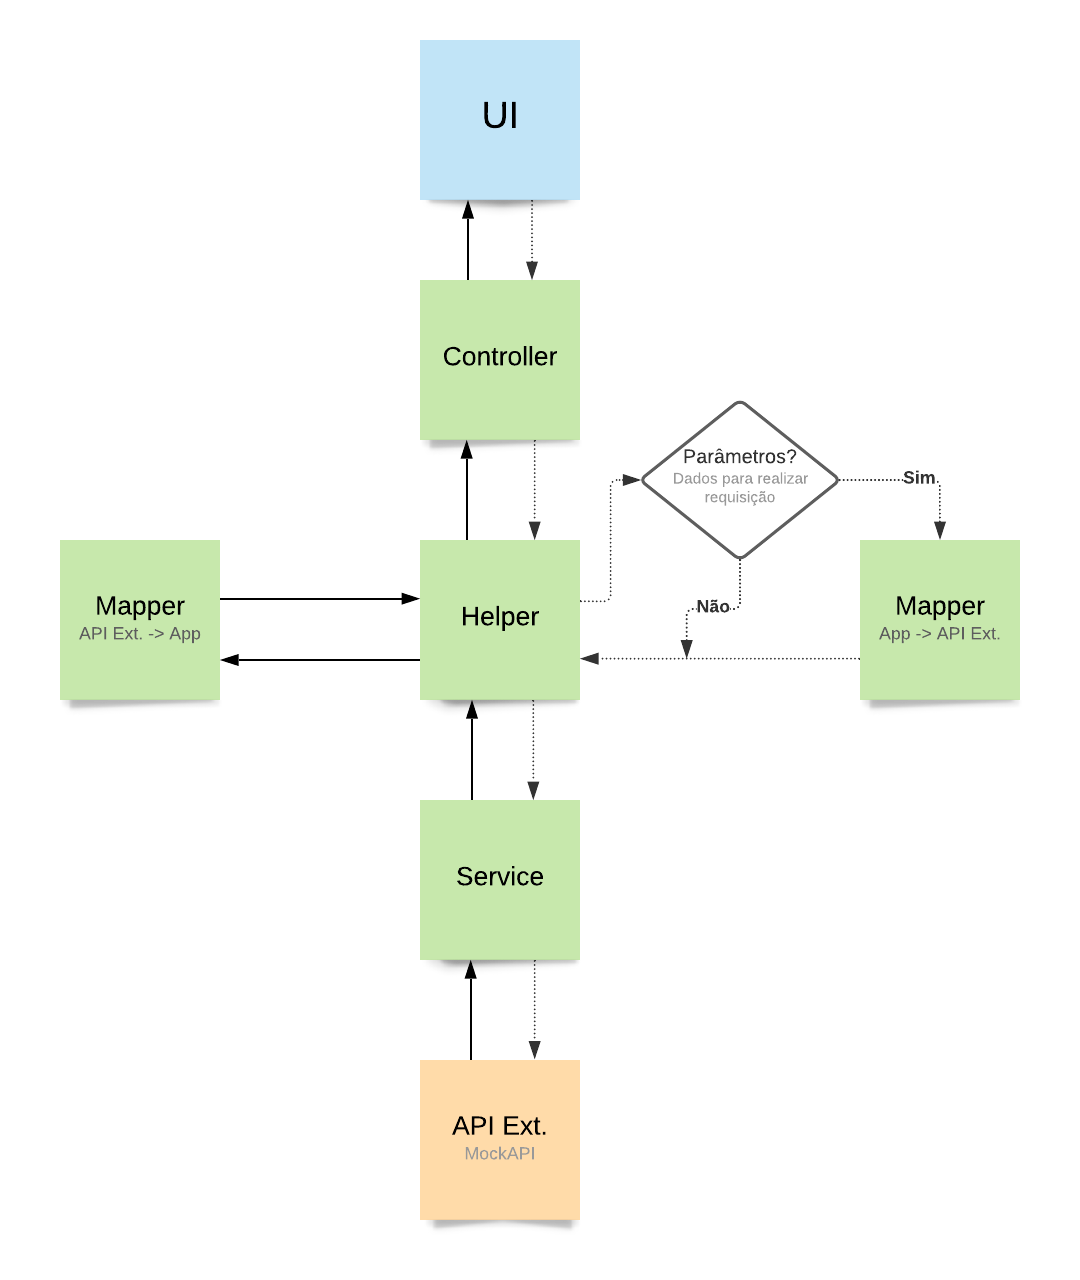 UI
Controller
Parâmetros?
Dados para realizar
requisição
Sim
Mapper
API Ext. -> App
Helper
Não
Mapper
App -> API Ext.
Service
API Ext.
MockAPI